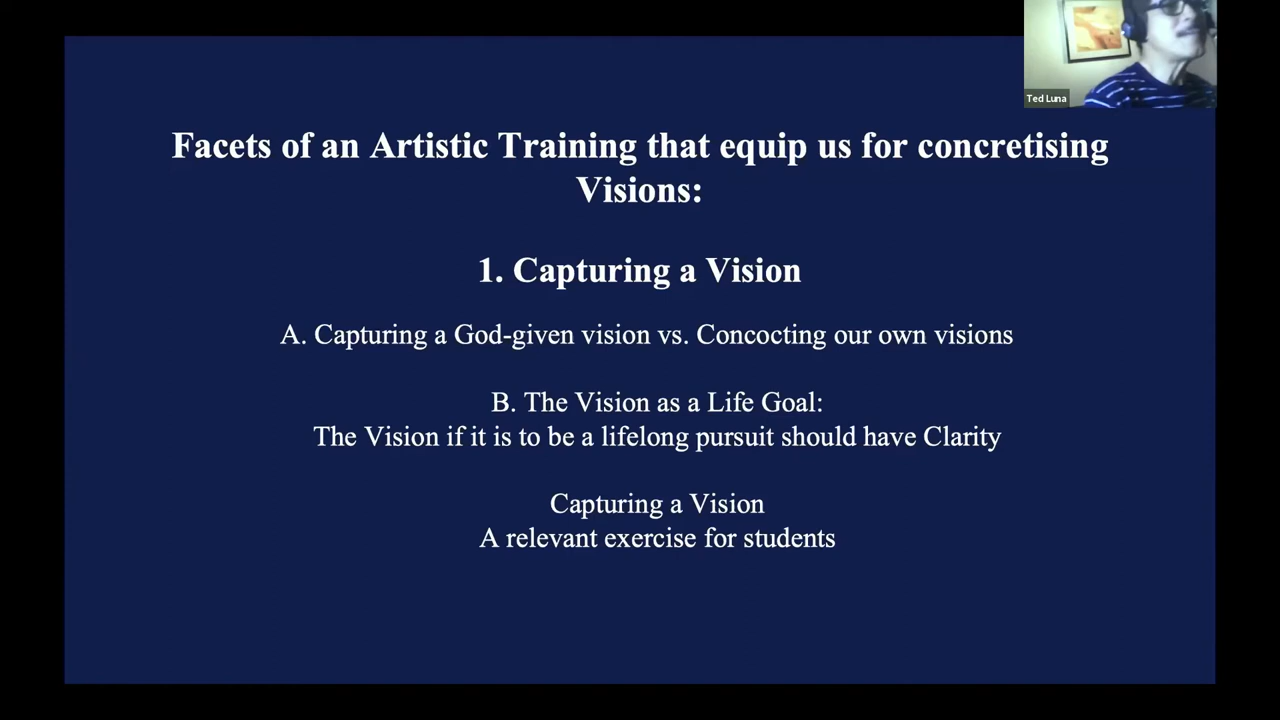 Ted Luna
Facets of an Artistic Training that equip us for concretising
Visions:
1. Capturing a Vision
A. Capturing a God-given vision vs. Concocting our own visions
B. The Vision as a Life Goal:
The Vision if it is to be a lifelong pursuit should have Clarity
Capturing a Vision
A relevant exercise for students